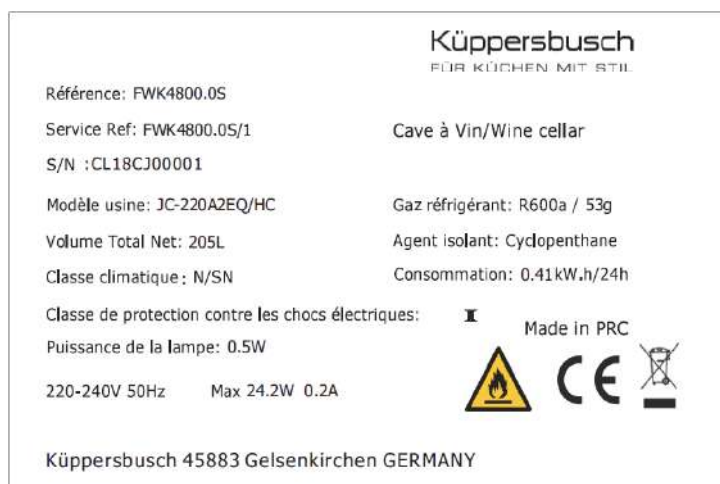 Küppersbusch
FÜR KÜCHEN MIT STIL
Référence: FWK4800.0S
Service Ref: FWK4800.0S/1
Cave à Vin/Wine cellar
S/N :CL18CJ00001
Modèle usine: JC-220A2EQ/HC
Gaz réfrigérant: R600a / 53g
Volume Total Net: 205L
Agent isolant: Cyclopenthane
Classe climatique: N/SN
Consommation: 0.41kW.h/24h
Classe de protection contre les chocs électriques: I
Made in PRC
Puissance de la lampe: 0.5W
220-240V 50Hz Max 24.2W 0.2A
CE
Küppersbusch 45883 Gelsenkirchen GERMANY